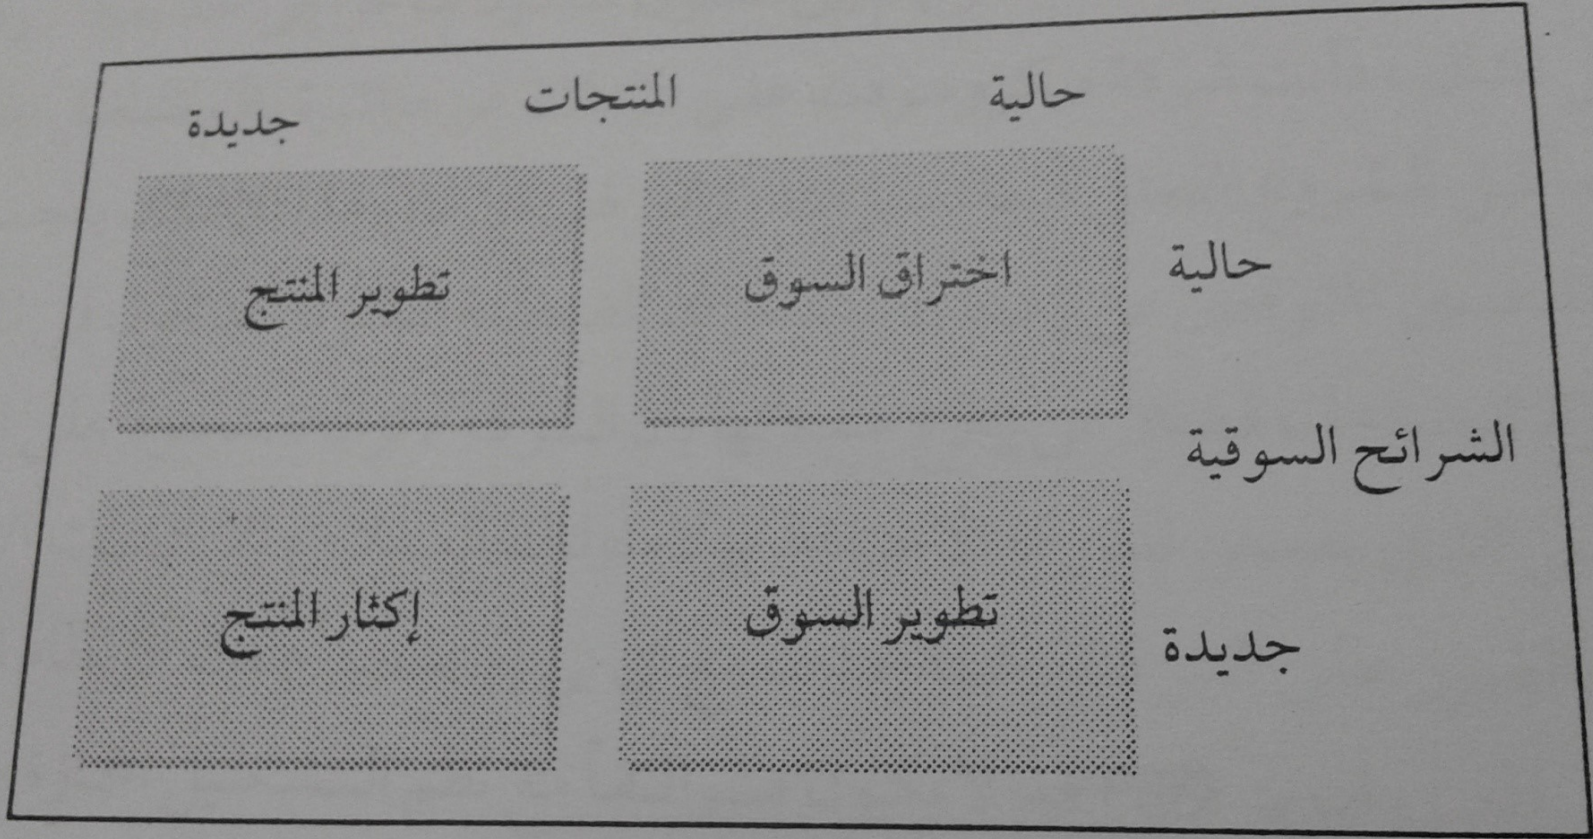 حالية المنتجات جديدة
حالية اختراق السوق تطوير المنتج
الشرائح السوقية
جديدة تطوير السوق إكثار المنتج